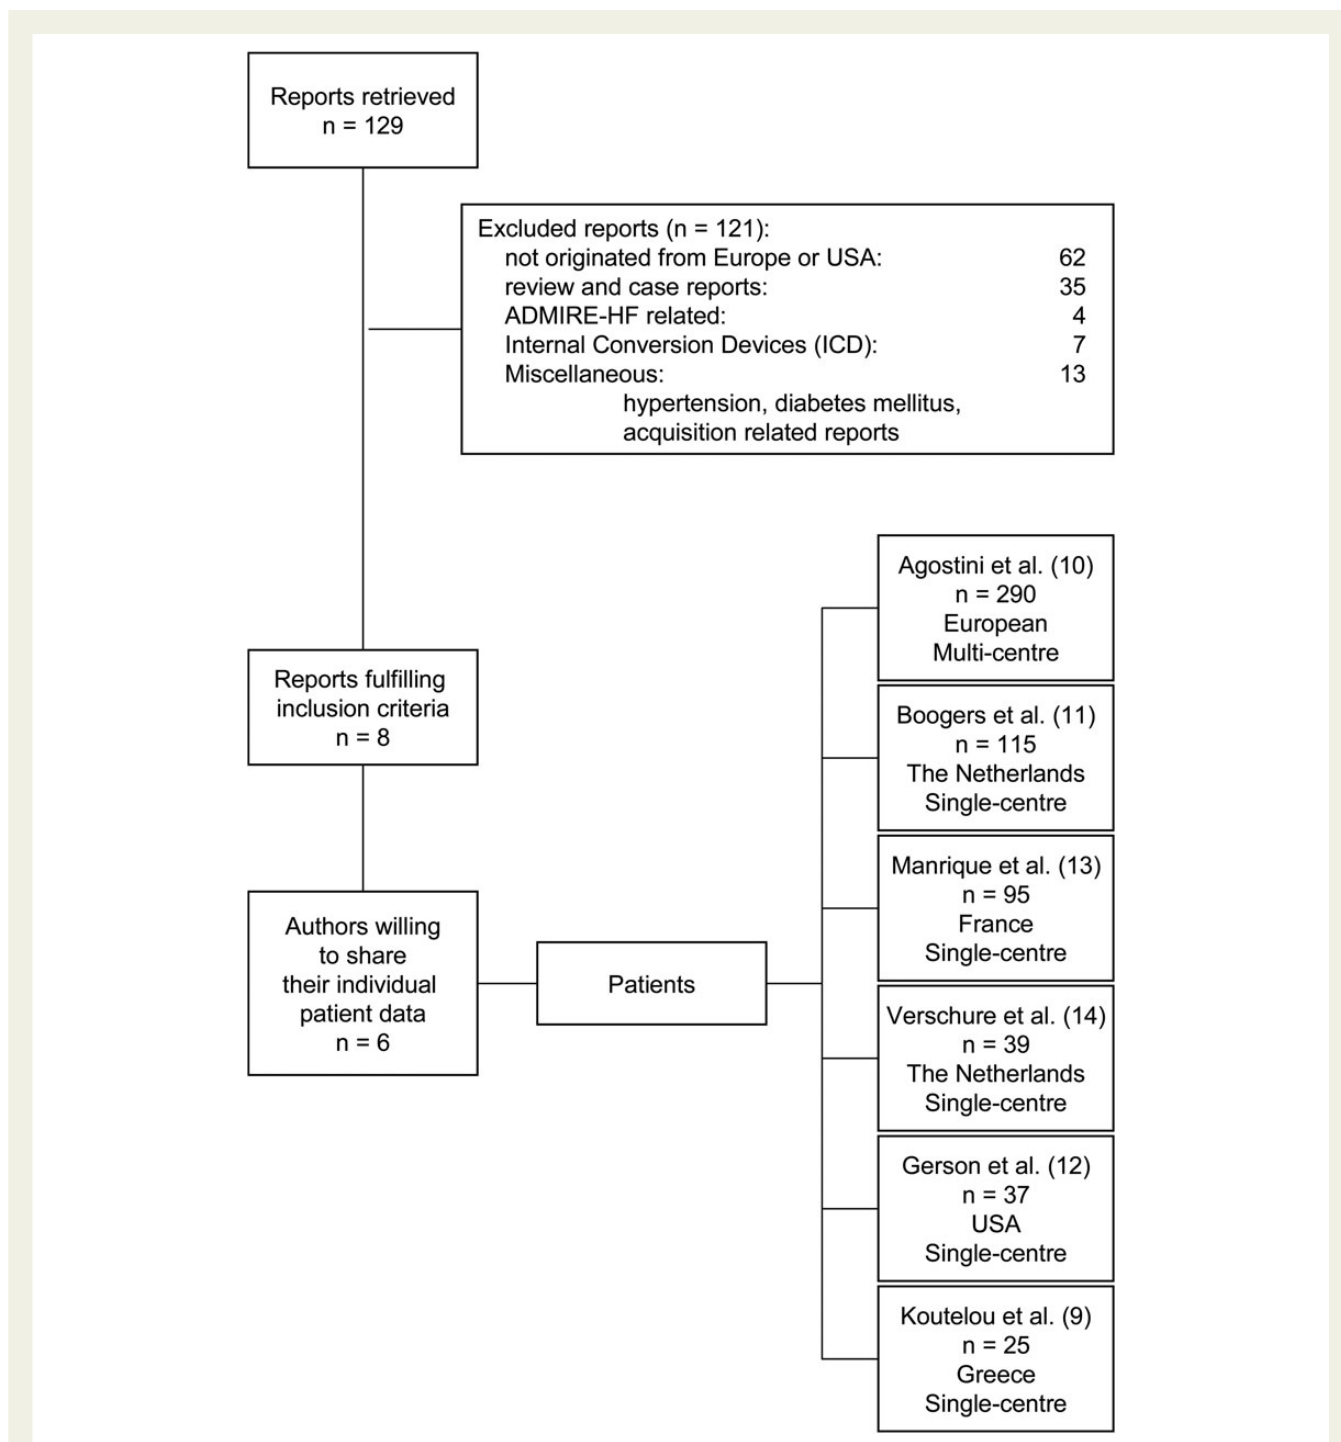 Reports retrieved
n = 129
Excluded reports (n = 121):
not originated from Europe or USA: 62
review and case reports: 35
ADMIRE-HF related: 4
Internal Conversion Devices (ICD): 7
Miscellaneous: 13
hypertension, diabetes mellitus,
acquisition related reports
Reports fulfilling
inclusion criteria
n = 8
Authors willing
to share
their individual
patient data
n = 6
Patients
Agostini et al. (10)
n = 290
European
Multi-centre
Boogers et al. (11)
n = 115
The Netherlands
Single-centre
Manrique et al. (13)
n = 95
France
Single-centre
Verschure et al. (14)
n = 39
The Netherlands
Single-centre
Gerson et al. (12)
n = 37
USA
Single-centre
Koutelou et al. (9)
n = 25
Greece
Single-centre